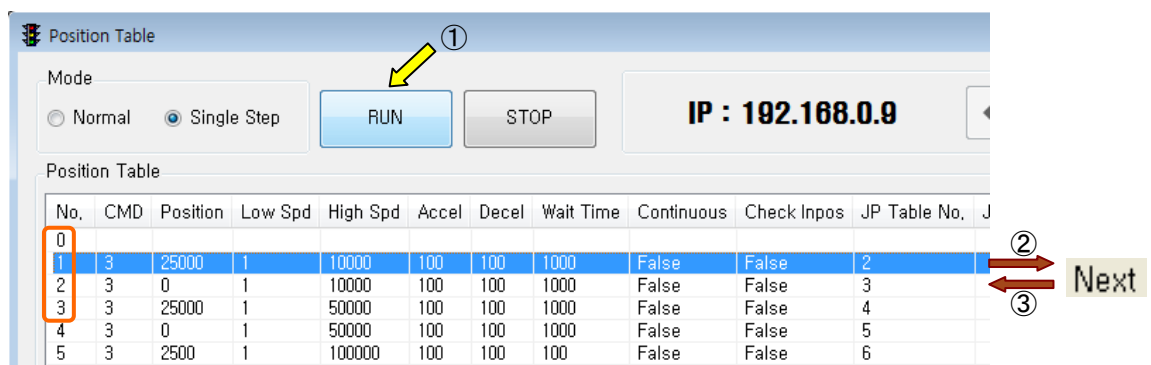 Position Table
①
Mode
Normal Single Step RUN STOP IP : 192.168.0.9
Position Table
No. CMD Position Low Spd High Spd Accel Decel Wait Time Continuous Check Inpos JP Table No. J
0
②
1 3 25000 1 10000 100 100 1000 False False 2
Next
2 3 0 1 10000 100 100 1000 False False 3
③
3 3 25000 1 50000 100 100 1000 False False 4
4 3 0 1 50000 100 100 1000 False False 5
5 3 2500 1 100000 100 100 100 False False 6